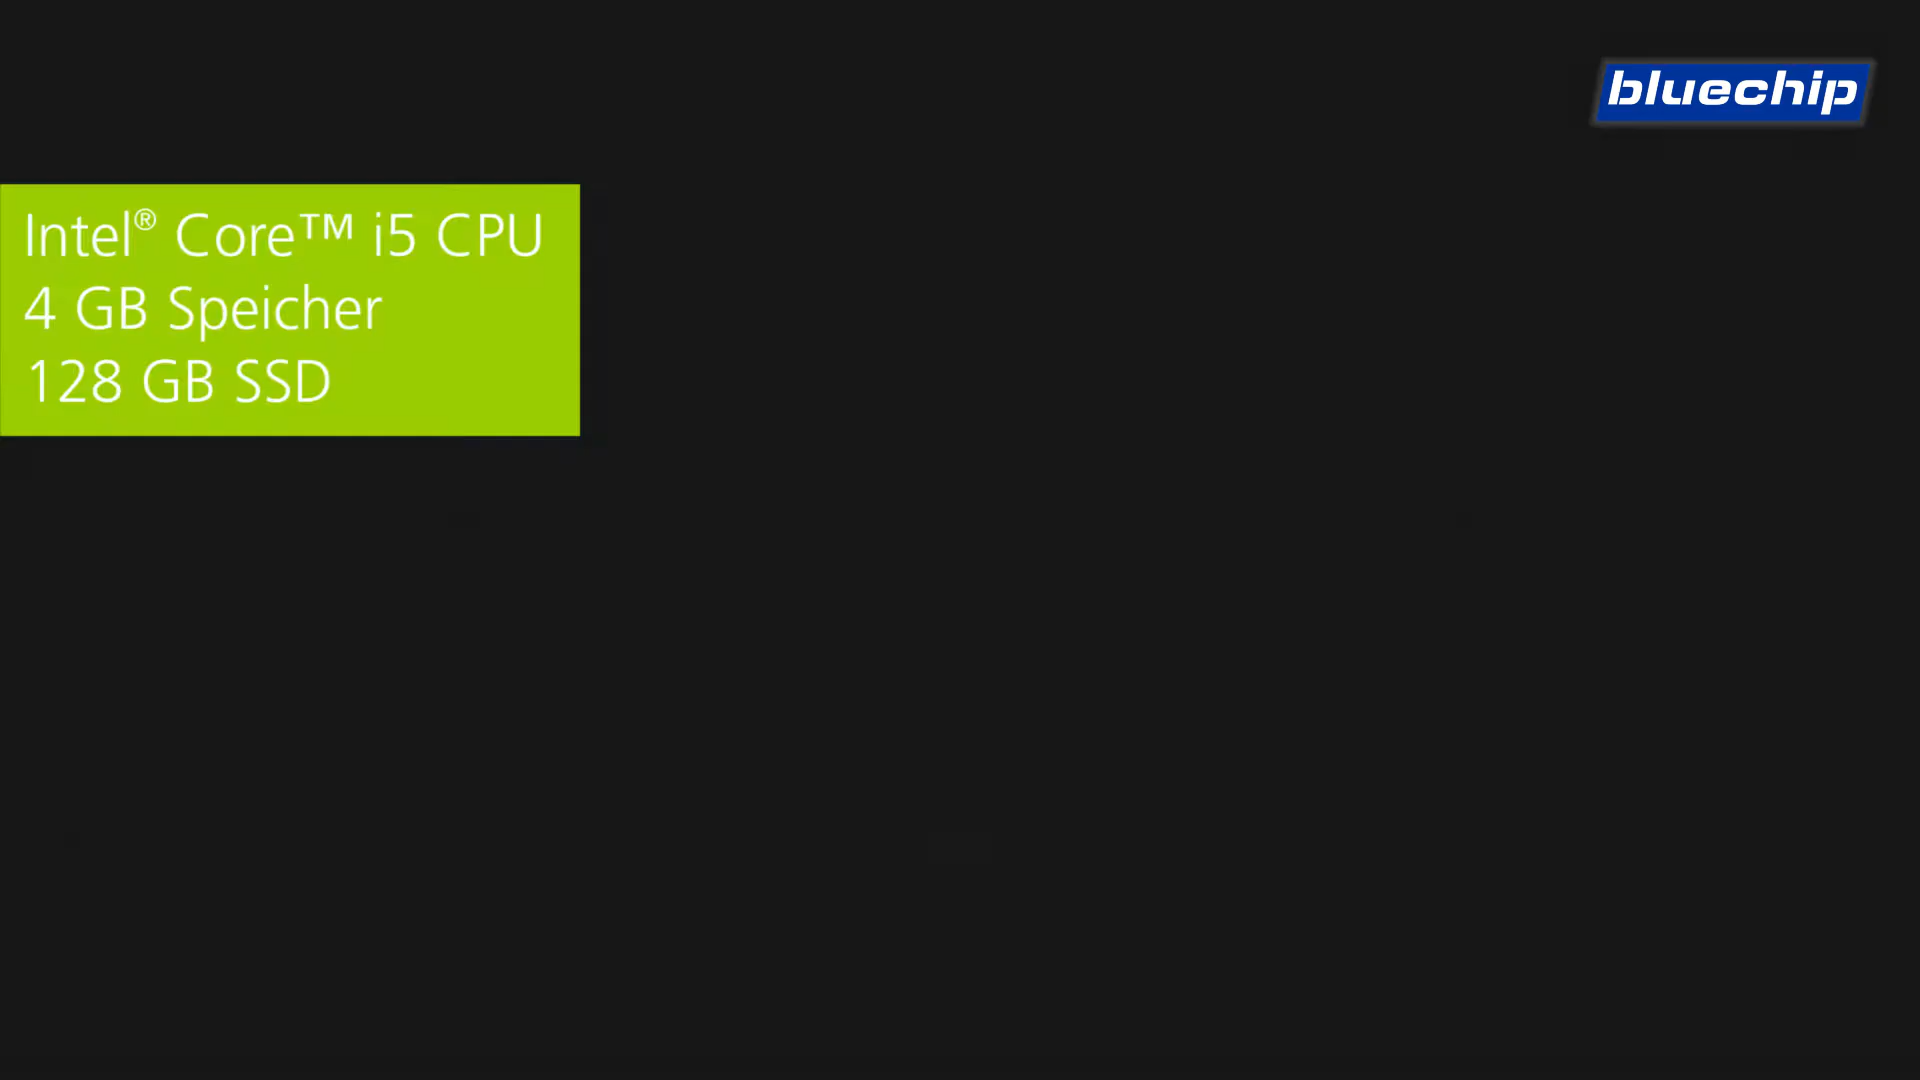 bluechip
Intel® Core™ i5 CPU
4 GB Speicher
128 GB SSD